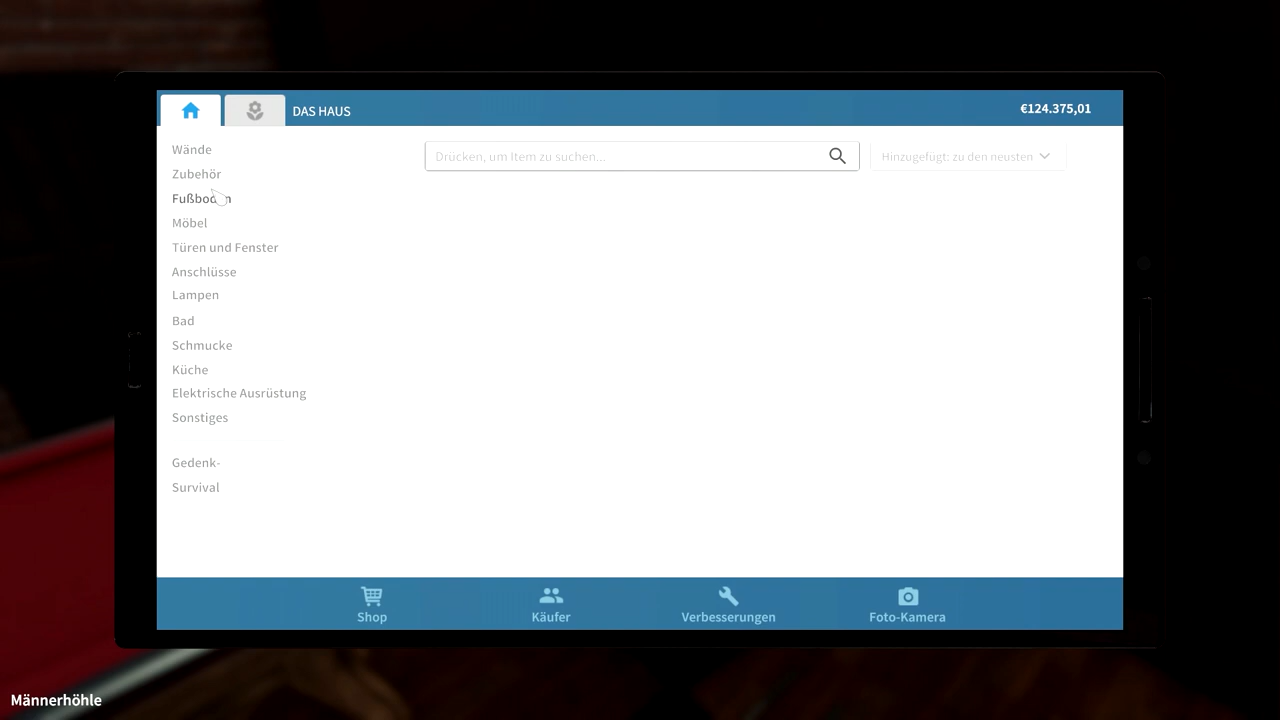 DAS HAUS
€124.375,01
Wände
Zubehör
Fußboden
Möbel
Türen und Fenster
Anschlüsse
Lampen
Bad
Schmucke
Küche
Elektrische Ausrüstung
Sonstiges
Gedenk-
Survival
Drücken, um Item zu suchen...
Hinzugefügt: zu den neusten
Shop
Käufer
Verbesserungen
Foto-Kamera
Männerhöhle